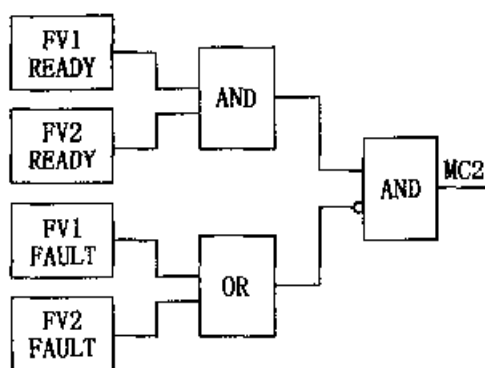 FV1
READY
FV2
READY
AND
FV1
FAULT
FV2
FAULT
OR
AND
MC2